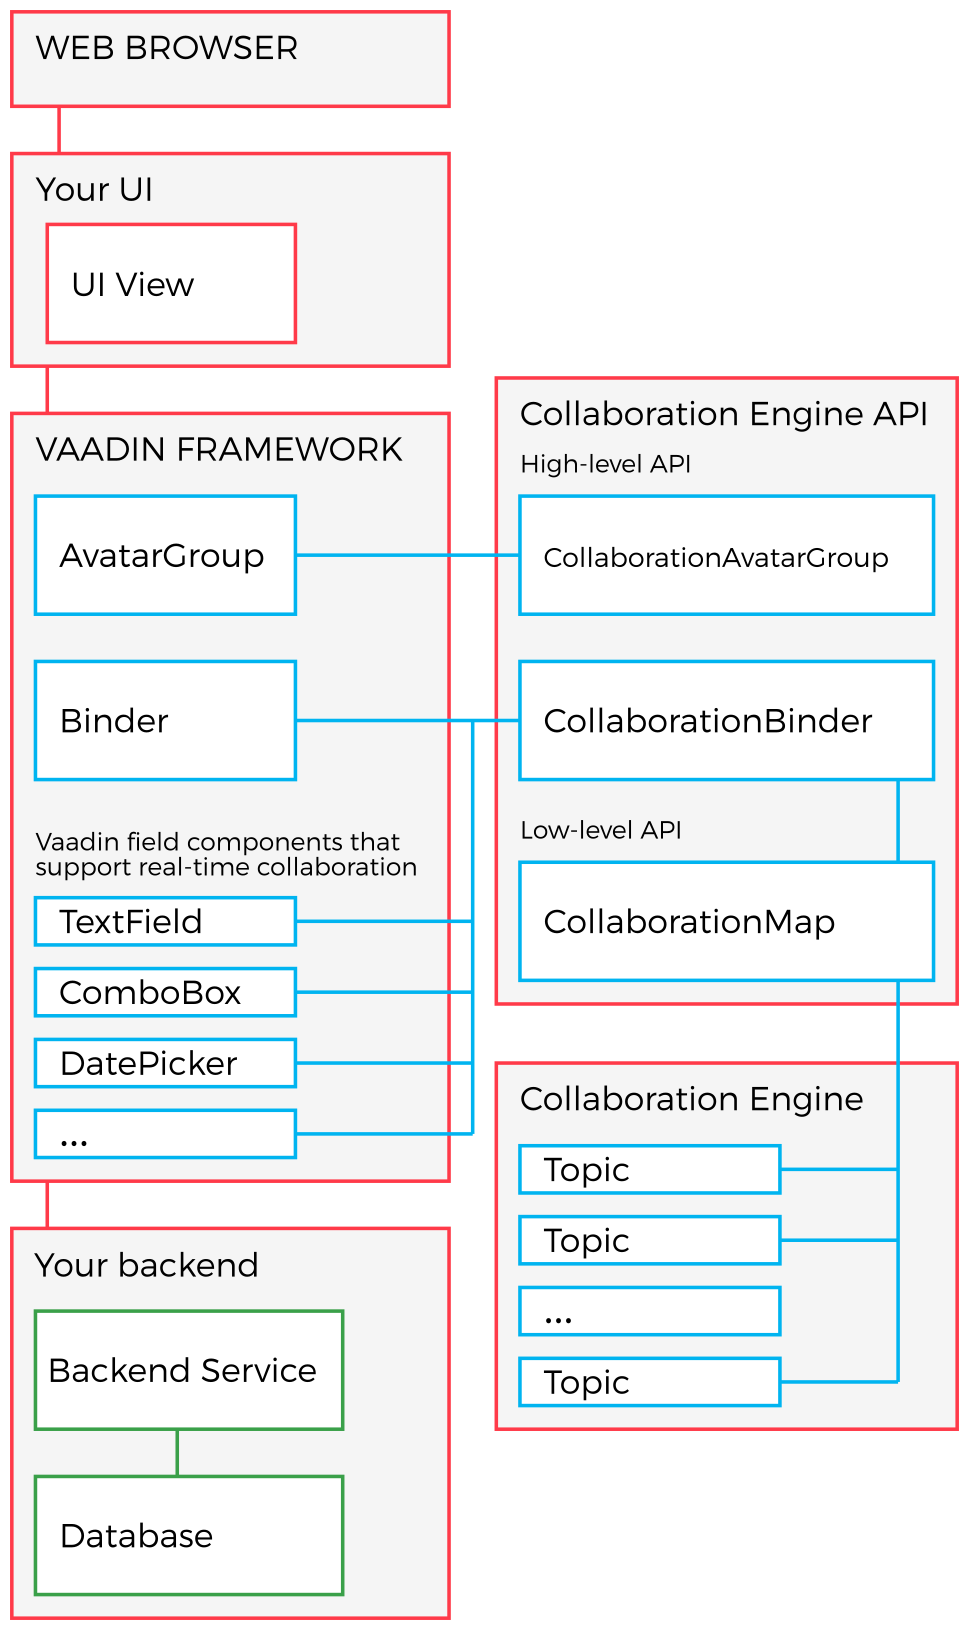 WEB BROWSER
Your UI
UI View
VAADIN FRAMEWORK
AvatarGroup
Binder
Vaadin field components that
support real-time collaboration
TextField
ComboBox
DatePicker
...
Your backend
Backend Service
Database
Collaboration Engine API
High-level API
CollaborationAvatarGroup
CollaborationBinder
Low-level API
CollaborationMap
Collaboration Engine
Topic
Topic
...
Topic